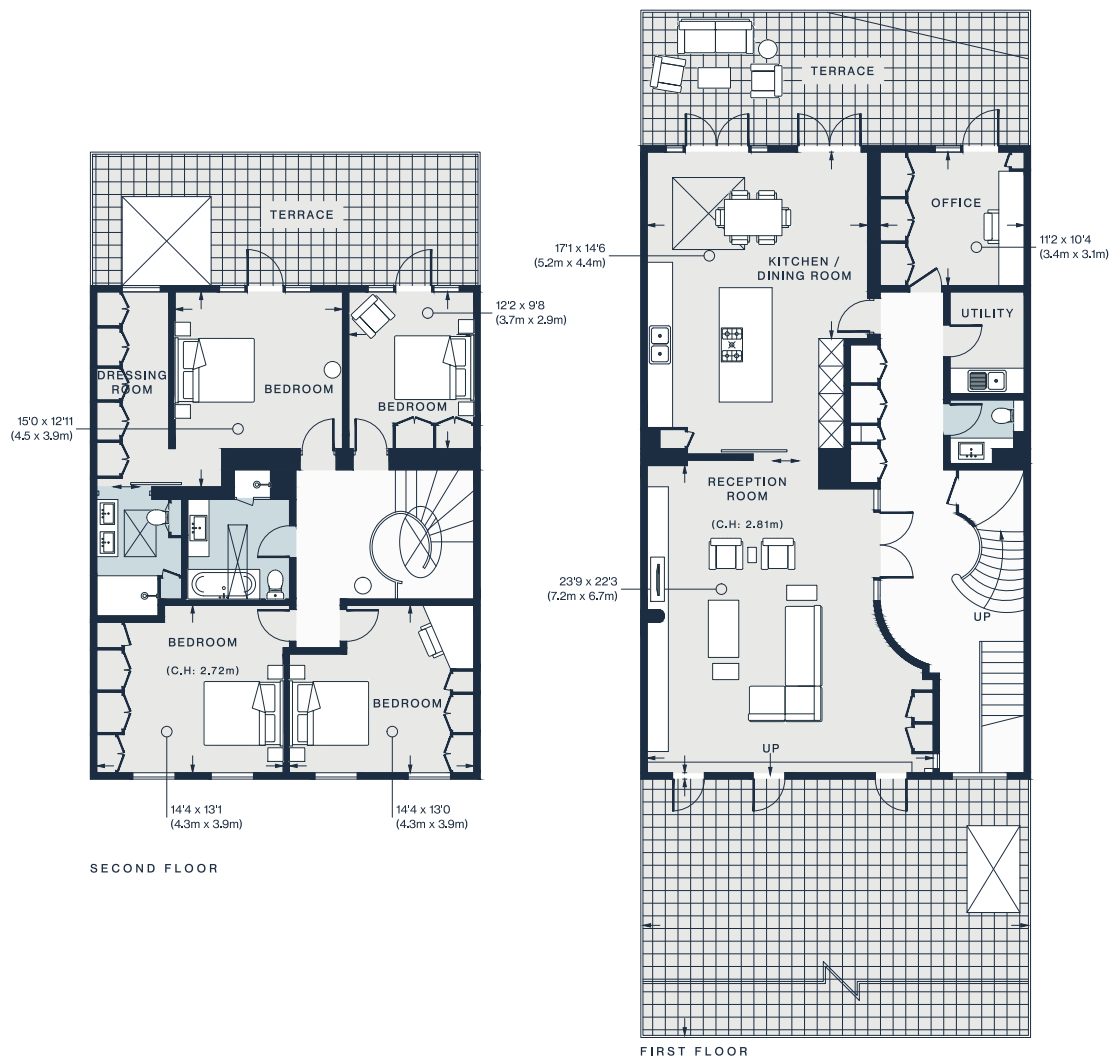 TERRACE
12'2 x 9'8
(3.7m x 2.9m)
DRESSING
ROOM
BEDROOM
BEDROOM
15'0 x 12'11
(4.5 x 3.9m)
BEDROOM
(C.H: 2.72m)
BEDROOM
14'4 x 13'1
(4.3m x 3.9m)
14'4 x 13'0
(4.3m x 3.9m)
SECOND FLOOR
TERRACE
OFFICE
17'1 x 14'6
(5.2m x 4.4m)
11'2 x 10'4
(3.4m x 3.1m)
KITCHEN /
DINING ROOM
UTILITY
RECEPTION
ROOM
(C.H: 2.81m)
23'9 x 22'3
(7.2m x 6.7m)
UP
UP
FIRST FLOOR